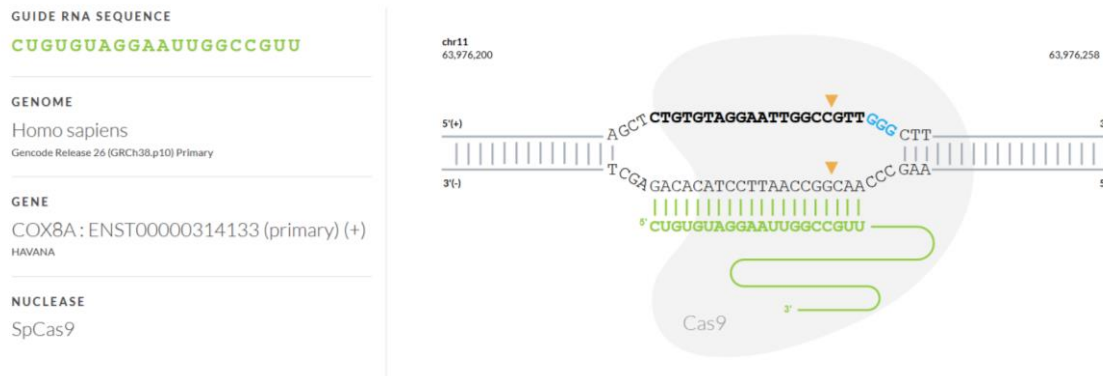 GUIDE RNA SEQUENCE
CUGUGUAGGAAUUGGCCGUU
GENOME
Homo sapiens
Gencode Release 26 (GRCh38.p10) Primary
GENE
COX8A : ENST00000314133 (primary) (+)
HAVANA
NUCLEASE
SpCas9
chr11
63,976,200
63,976,258
5'(+)
AGCT CTGTGTAGGAATTGGCCGTT GGG CTT
3
3'(-)
TCGA GACACATCCTTAACCGGCAA CCC GAA
5
5' CUGUGUAGGAAUUGGCCGUU
3'
Cas9